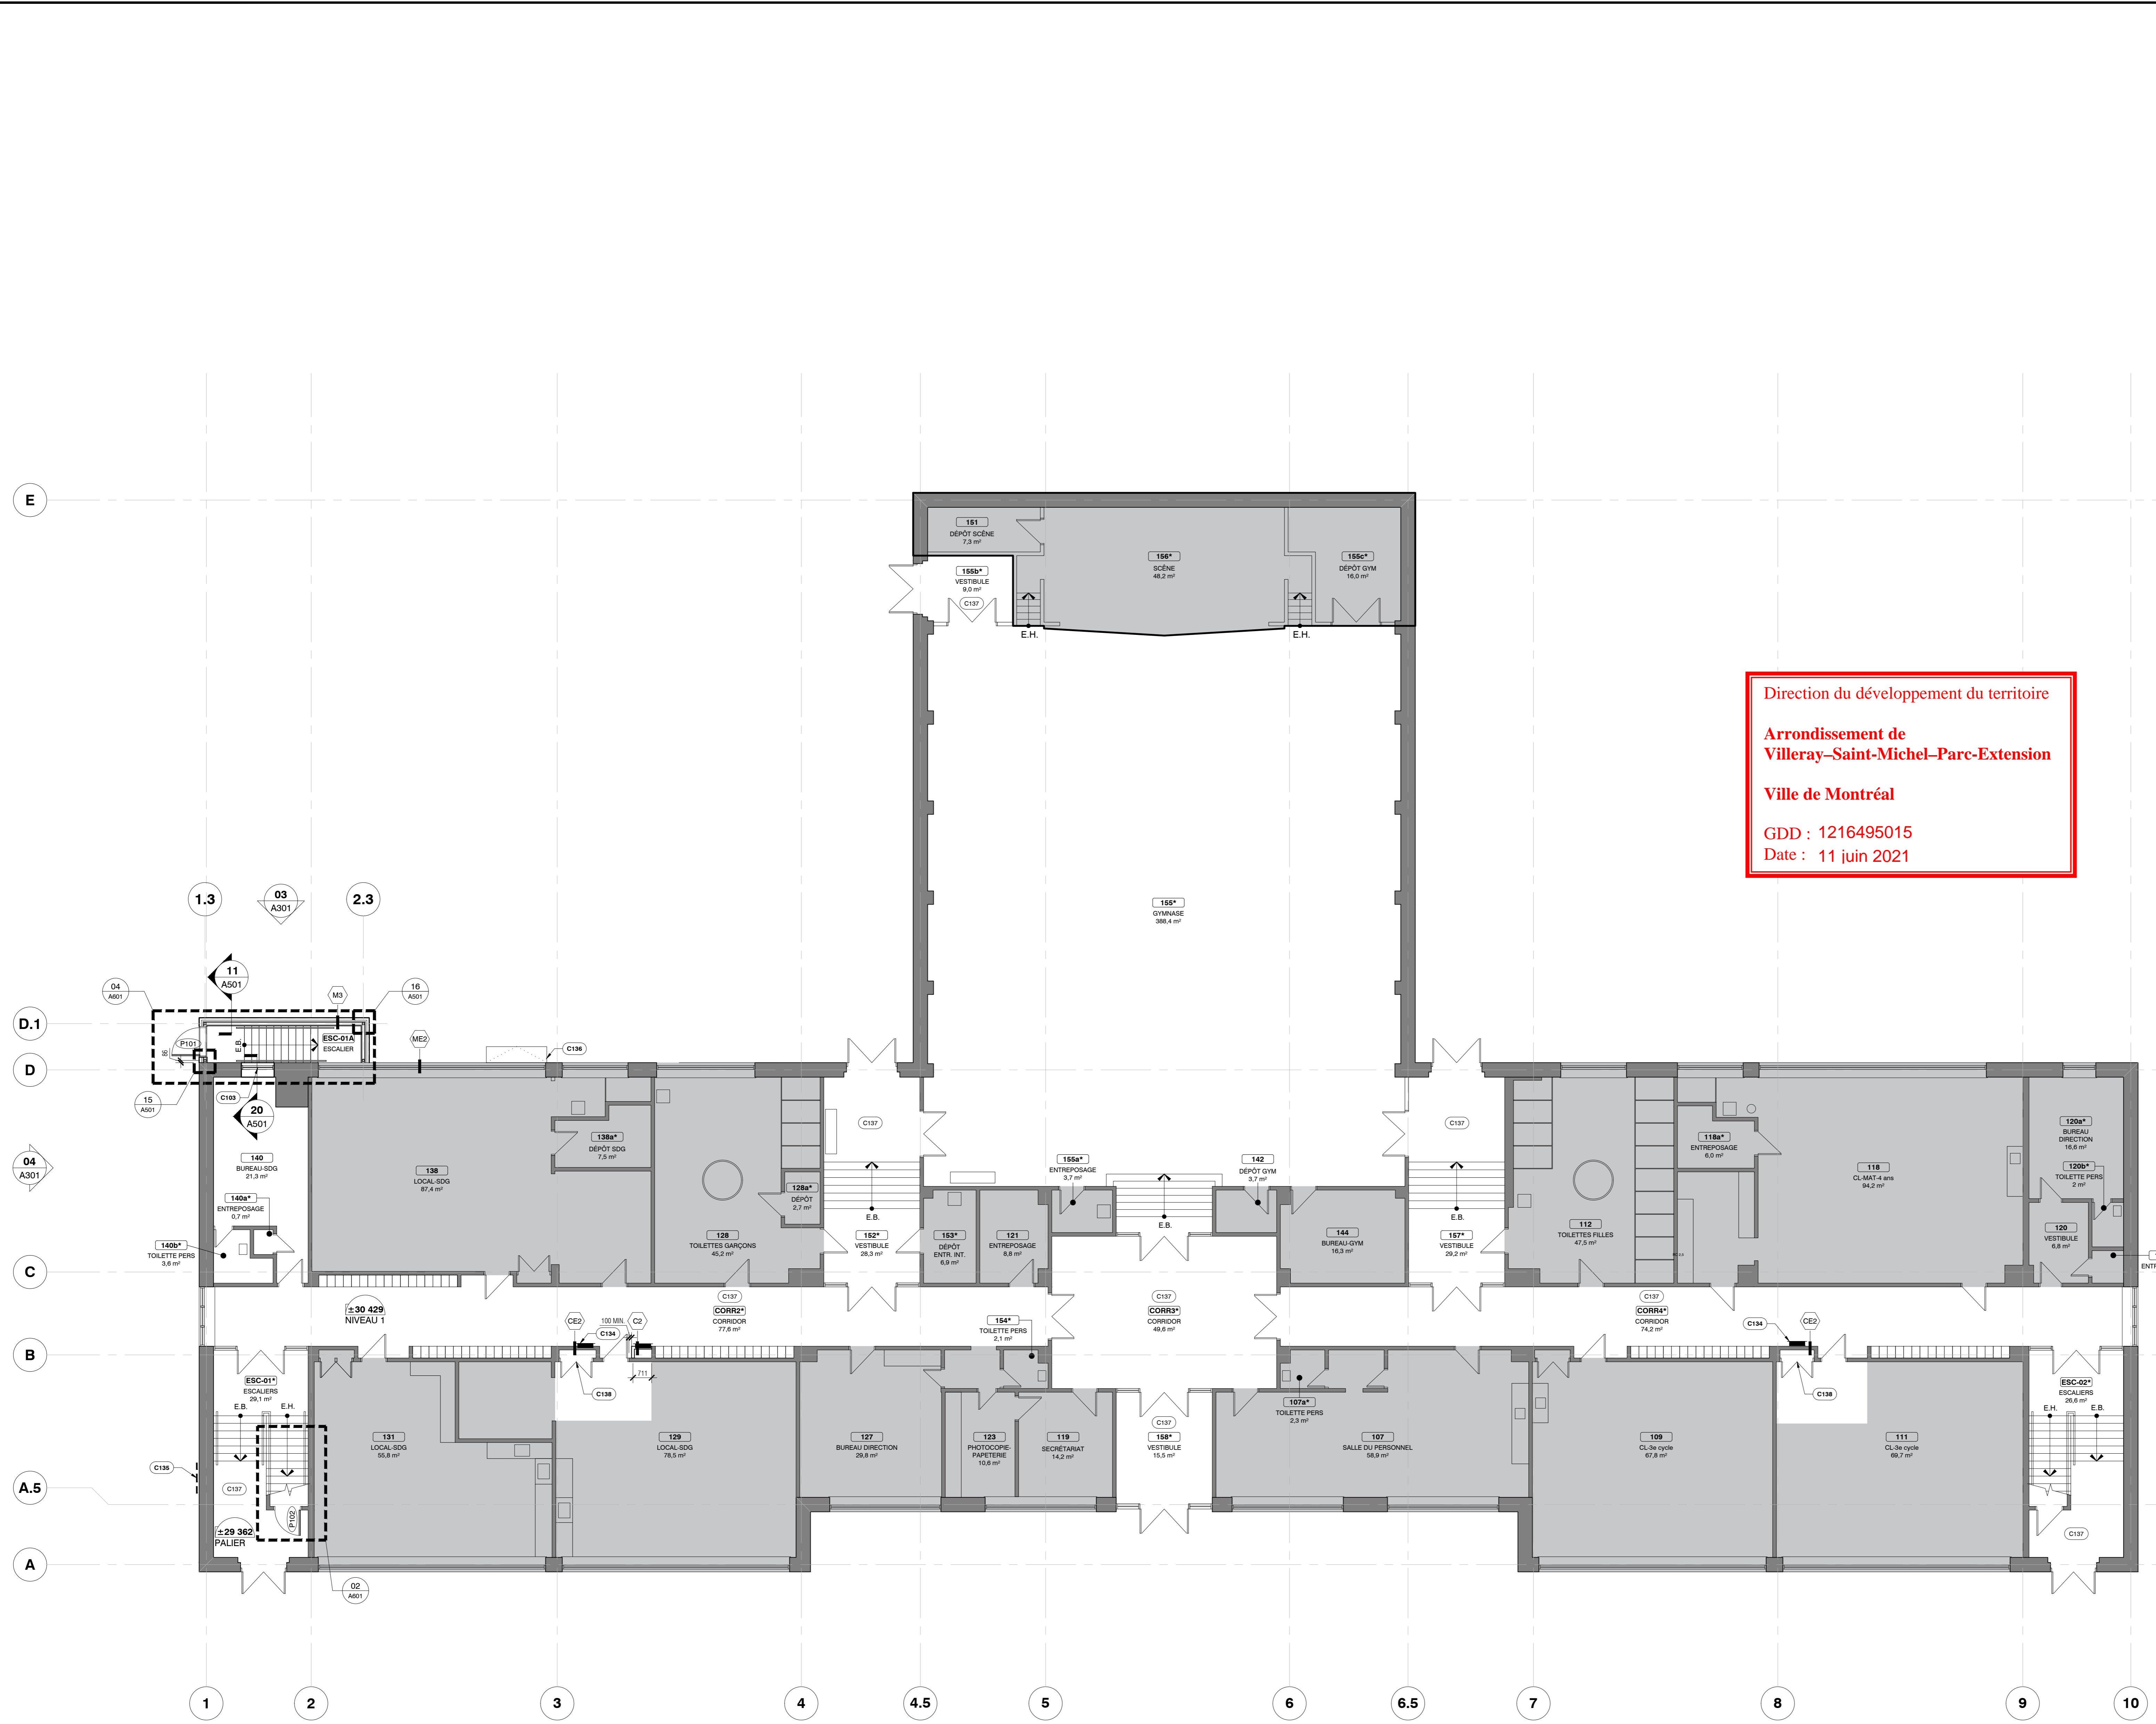 E
151
DÉPÔT SCÈNE
7,3 m²
155b*
VESTIBULE
9,0 m²
C137
E.H.
156*
SCÈNE
48,2 m²
E.H.
155c*
DÉPÔT GYM
16,0 m²
Direction du développement du territoire
Arrondissement de
Villeray–Saint-Michel–Parc-Extension
Ville de Montréal
GDD : 1216495015
Date : 11 juin 2021
1.3
03
A301
2.3
155*
GYMNASE
388,4 m²
11
A501
04
A601
M3
16
A501
D.1
P101
E.B.
ESC-01A
ESCALIER
ME2
C136
D
15
A501
C103
20
A501
04
A301
140
BUREAU-SDG
21,3 m²
140a*
ENTREPOSAGE
0,7 m²
140b*
TOILETTE PERS
3,6 m²
138
LOCAL-SDG
87,4 m²
138a*
DÉPÔT SDG
7,5 m²
128
TOILETTES GARÇONS
45,2 m²
128a*
DÉPÔT
2,7 m²
C137
E.B.
152*
VESTIBULE
28,3 m²
153*
DÉPÔT
ENTR. INT.
6,9 m²
121
ENTREPOSAGE
8,8 m²
155a*
ENTREPOSAGE
3,7 m²
E.B.
142
DÉPÔT GYM
3,7 m²
144
BUREAU-GYM
16,3 m²
C137
E.B.
157*
VESTIBULE
29,2 m²
112
TOILETTES FILLES
47,5 m²
118a*
ENTREPOSAGE
6,0 m²
118
CL-MAT-4 ans
94,2 m²
120a*
BUREAU
DIRECTION
16,6 m²
120b*
TOILETTE PERS
2 m²
120
VESTIBULE
6,8 m²
ENTR
C
±30 429
NIVEAU 1
CE2
C134
100 MIN.
C2
C137
CORR2*
CORRIDOR
77,6 m²
154*
TOILETTE PERS
2,1 m²
C137
CORR3*
CORRIDOR
49,6 m²
C137
CORR4*
CORRIDOR
74,2 m²
C134
CE2
B
ESC-01*
ESCALIERS
29,1 m²
E.B.
E.H.
C138
711
107a*
TOILETTE PERS
2,3 m²
C138
ESC-02*
ESCALIERS
26,6 m²
E.H.
E.B.
131
LOCAL-SDG
55,8 m²
129
LOCAL-SDG
78,5 m²
127
BUREAU DIRECTION
29,8 m²
123
PHOTOCOPIE-
PAPETERIE
10,6 m²
119
SECRÉTARIAT
14,2 m²
C137
158*
VESTIBULE
15,5 m²
107
SALLE DU PERSONNEL
58,9 m²
109
CL-3e cycle
67,8 m²
111
CL-3e cycle
69,7 m²
A.5
C135
C137
P102
±29 362
PALIER
C137
A
02
A601
1
2
3
4
4.5
5
6
6.5
7
8
9
10